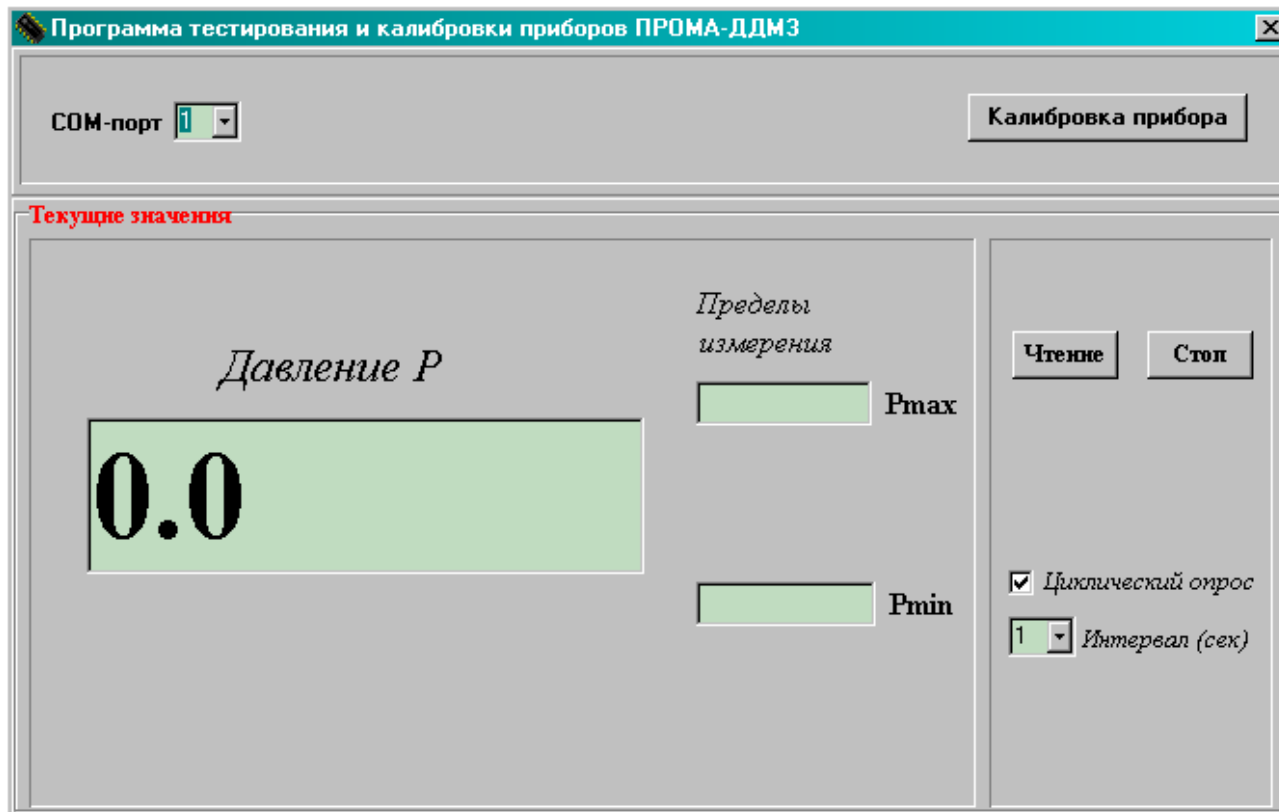 Программа тестирования и калибровки приборов ПРОМА-ДДМЗ
COM-порт 1
Калибровка прибора
Текущие значения
Давление P
0.0
Пределы
измерения
Pmax
Pmin
Чтение
Стоп
Циклический опрос
1 Интервал (сек)